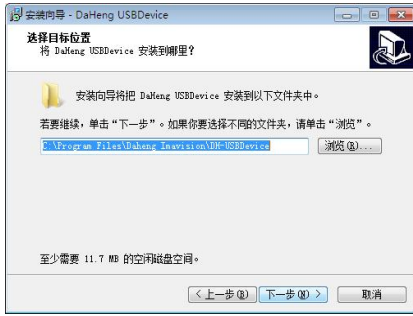 安装向导 - DaHeng USBDevice
选择目标位置
将 DaHeng USBDevice 安装到哪里?
安装向导将把 DaHeng USBDevice 安装到以下文件夹中。
若要继续，单击“下一步”。如果你要选择不同的文件夹，请单击“浏览”。
C:\Program Files\Daheng Imavision\DH-USBDevice
浏览(R)...
至少需要 11.7 MB 的空闲磁盘空间。
< 上一步(B)
下一步(N) >
取消